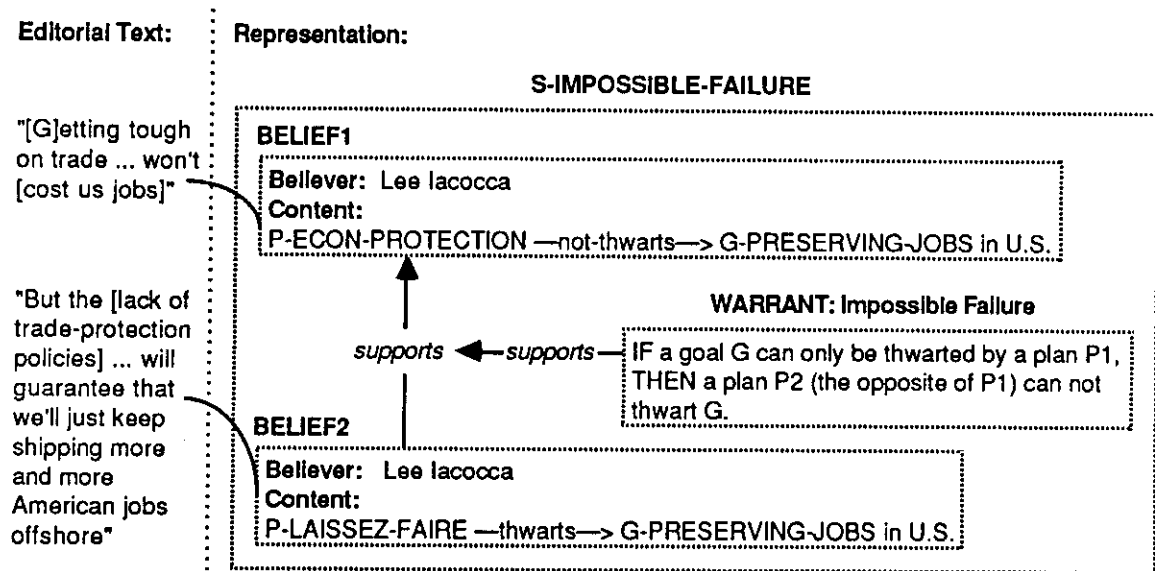 Editorial Text:
Representation:
S-IMPOSSIBLE-FAILURE
"[G]etting tough
on trade ... won't
[cost us jobs]"
BELIEF1
Believer: Lee Iacocca
Content:
P-ECON-PROTECTION —not-thwarts—> G-PRESERVING-JOBS in U.S.
"But the [lack of
trade-protection
policies] ... will
guarantee that
we'll just keep
shipping more
and more
American jobs
offshore"
WARRANT: Impossible Failure
supports
supports
IF a goal G can only be thwarted by a plan P1,
THEN a plan P2 (the opposite of P1) can not
thwart G.
BELIEF2
Believer: Lee Iacocca
Content:
P-LAISSEZ-FAIRE —thwarts—> G-PRESERVING-JOBS in U.S.